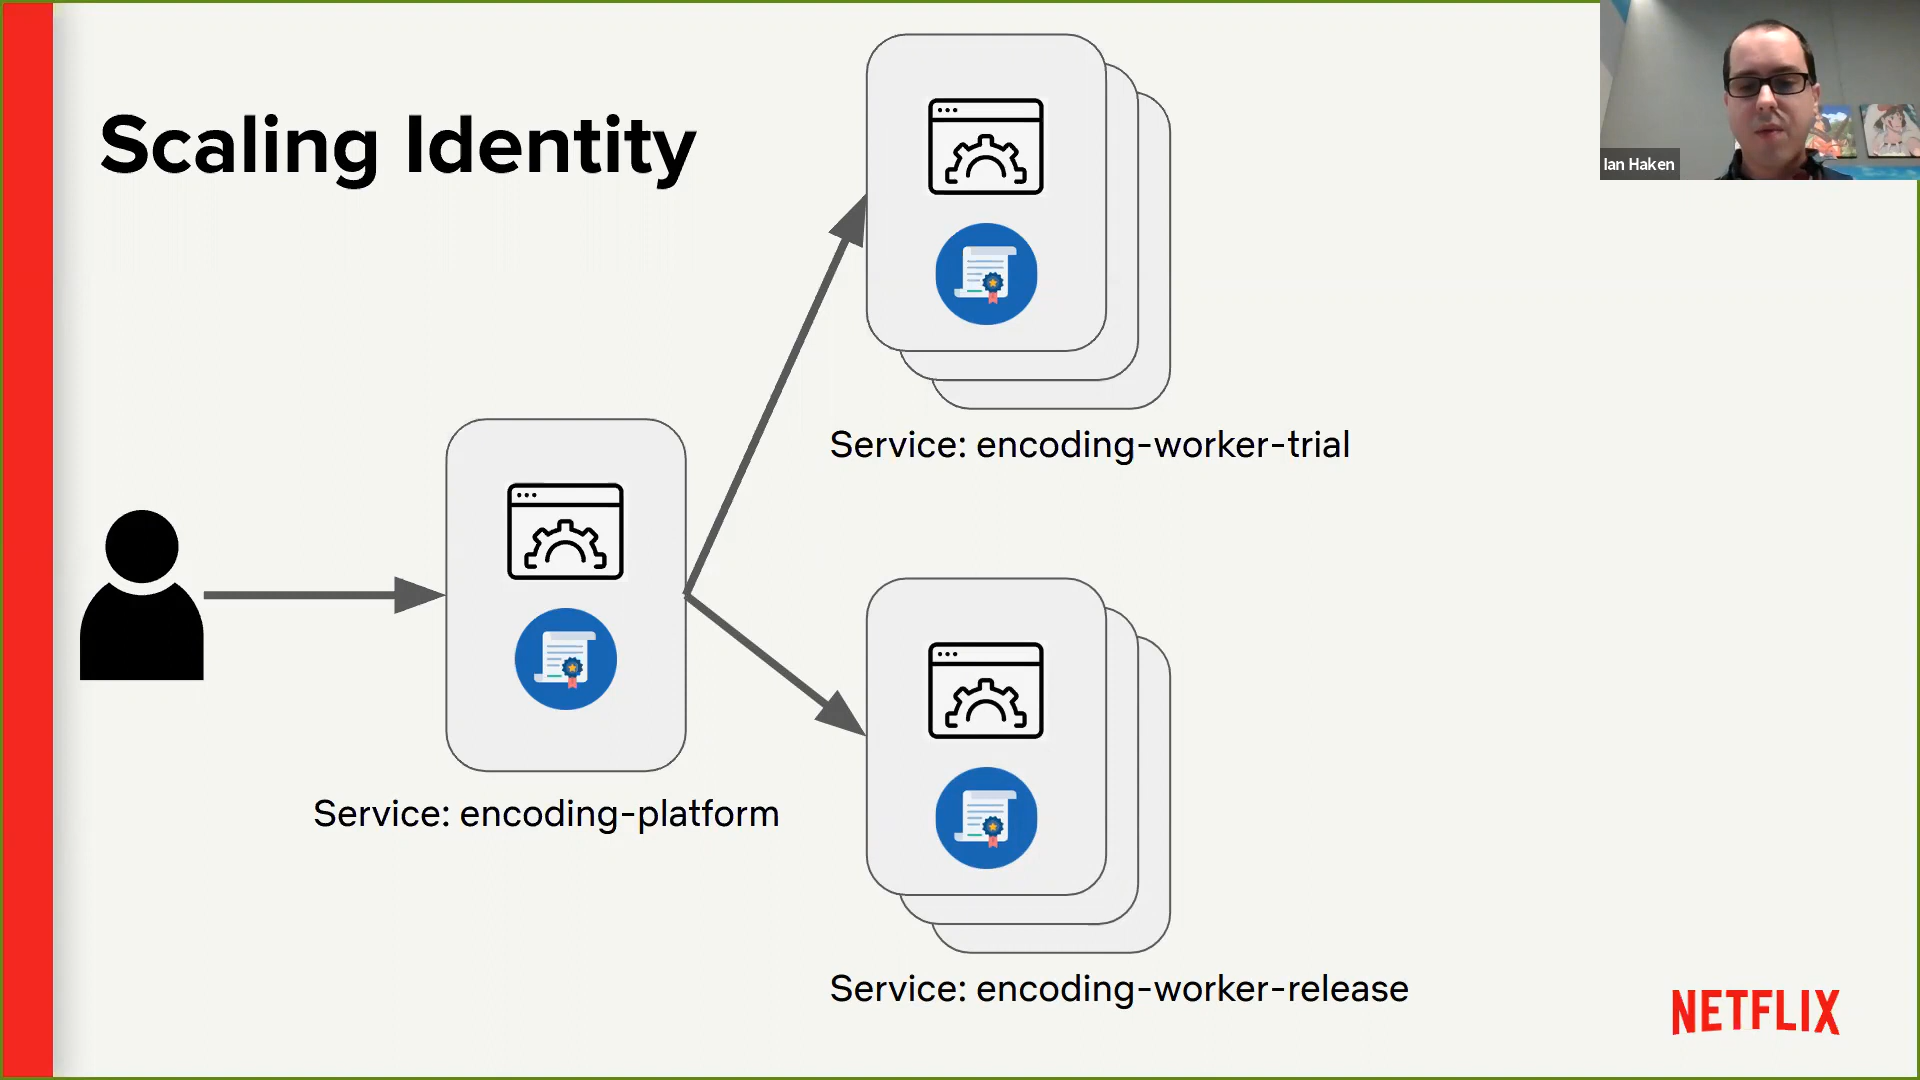 Scaling Identity
Ian Haken
Service: encoding-worker-trial
Service: encoding-platform
Service: encoding-worker-release
NETFLIX